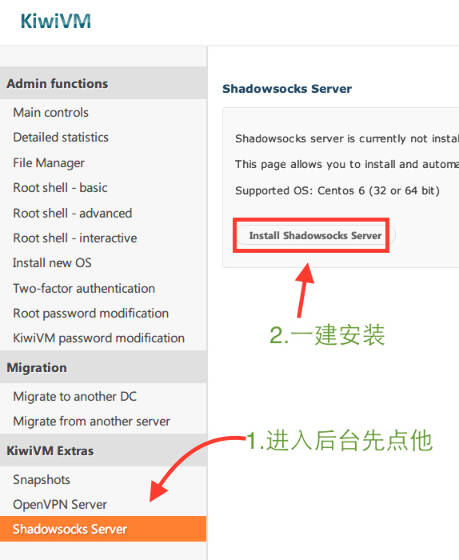 KiwiVM
Admin functions
Main controls
Detailed statistics
File Manager
Root shell - basic
Root shell - advanced
Root shell - interactive
Install new OS
Two-factor authentication
Root password modification
KiwiVM password modification
Migration
Migrate to another DC
Migrate from another server
KiwiVM Extras
Snapshots
OpenVPN Server
Shadowsocks Server
Shadowsocks Server
Shadowsocks server is currently not instal
This page allows you to install and automa
Supported OS: Centos 6 (32 or 64 bit)
Install Shadowsocks Server
2.一建安装
1.进入后台先点他